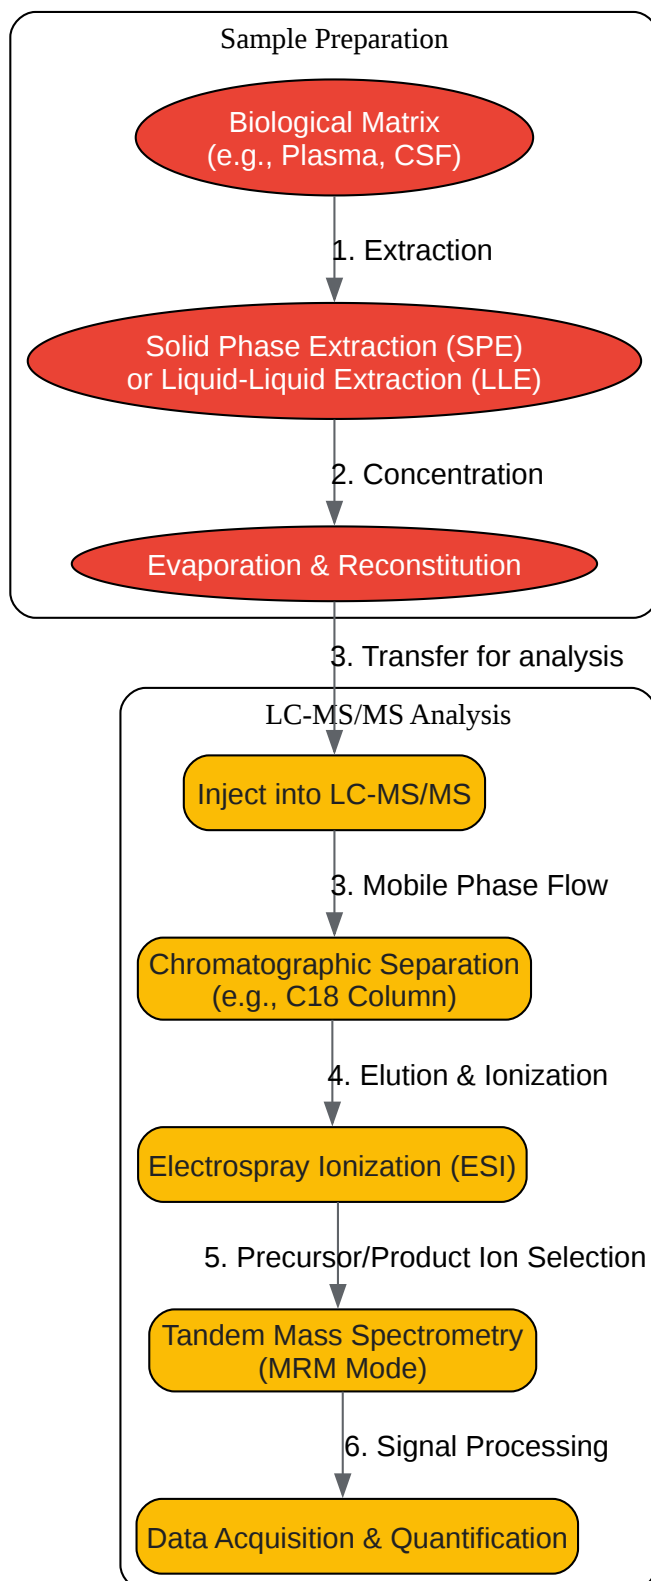 Sample Preparation
Biological Matrix
(e.g., Plasma, CSF)
1. Extraction
Solid Phase Extraction (SPE)
or Liquid-Liquid Extraction (LLE)
2. Concentration
Evaporation & Reconstitution
3. Transfer for analysis
LC-MS/MS Analysis
Inject into LC-MS/MS
3. Mobile Phase Flow
Chromatographic Separation
(e.g., C18 Column)
4. Elution & Ionization
Electrospray Ionization (ESI)
5. Precursor/Product Ion Selection
Tandem Mass Spectrometry
(MRM Mode)
6. Signal Processing
Data Acquisition & Quantification